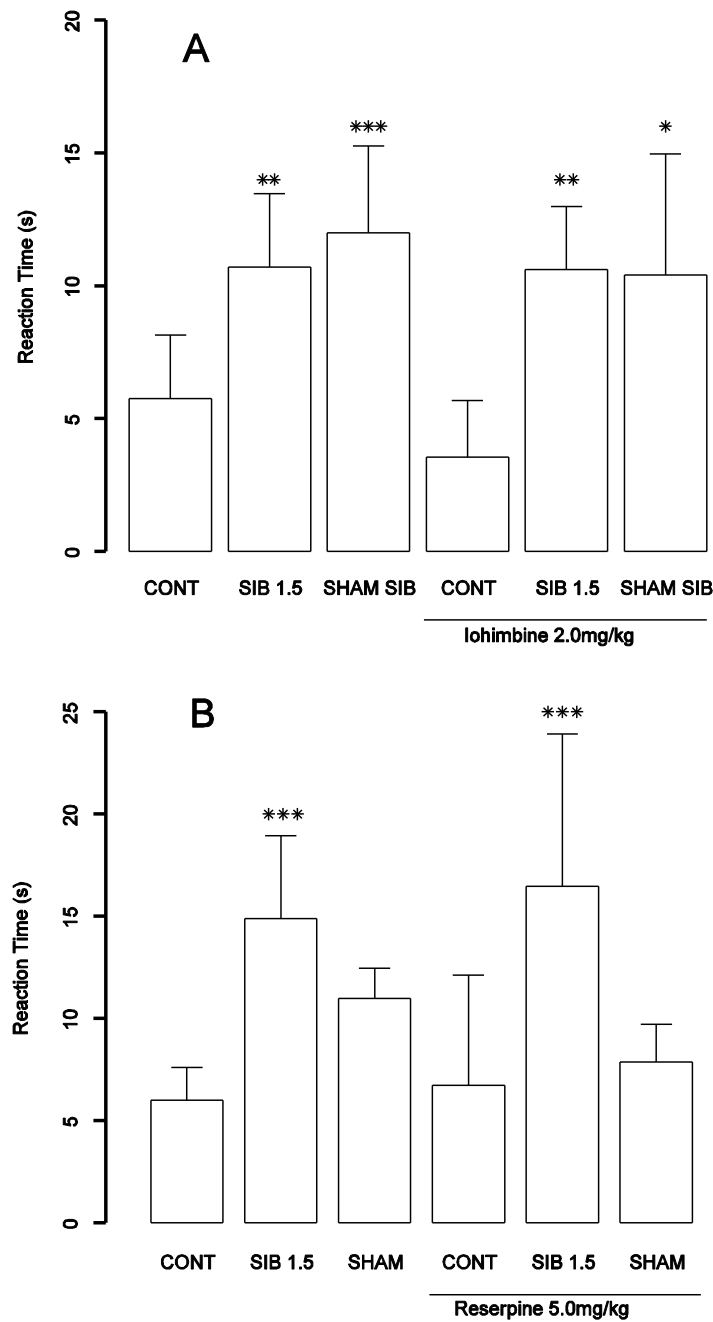 20
A
***
*
**
**
15
Reaction Time (s)
10
5
0
CONT SIB 1.5 SHAM SIB CONT SIB 1.5 SHAM SIB
Iohimbine 2.0mg/kg
B
25
***
***
20
15
Reaction Time (s)
10
5
0
CONT SIB 1.5 SHAM CONT SIB 1.5 SHAM
Reserpine 5.0mg/kg